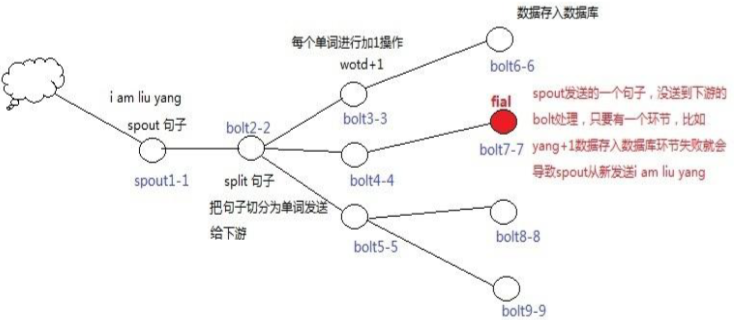 数据存入数据库
每个单词进行加1操作
wotd+1
bolt6-6
i am liu yang
spout 句子
bolt2-2
bolt3-3
fial
spout发送的一个句子，没送到下游的
bolt处理，只要有一个环节，比如
yang+1数据存入数据库环节失败就会
导致spout从新发送i am liu yang
bolt7-7
spout1-1
split 句子
把句子切分为单词发送
给下游
bolt4-4
bolt5-5
bolt8-8
bolt9-9